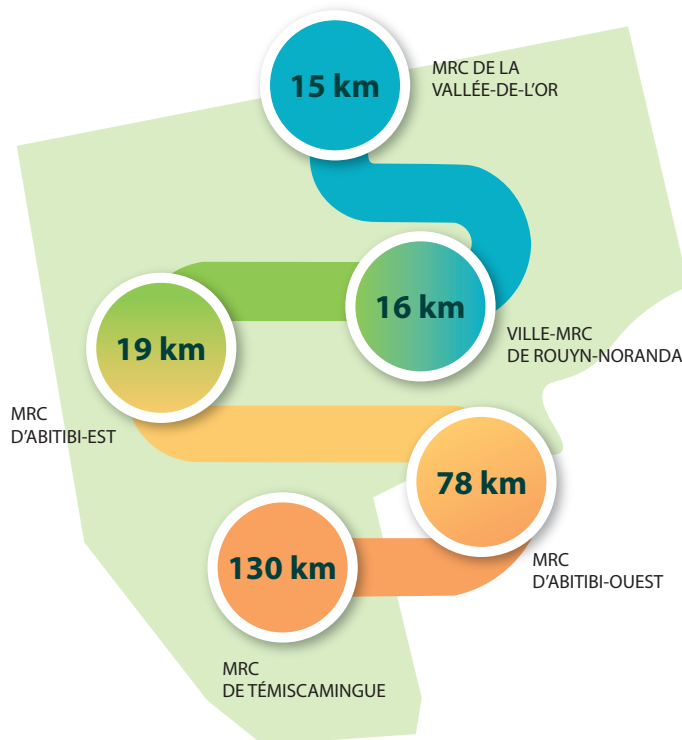 15 km
MRC DE LA
VALLÉE-DE-L’OR
16 km
VILLE-MRC
DE ROUYN-NORANDA
19 km
MRC
D’ABITIBI-EST
78 km
MRC
D’ABITIBI-OUEST
130 km
MRC
DE TÉMISCAMINGUE